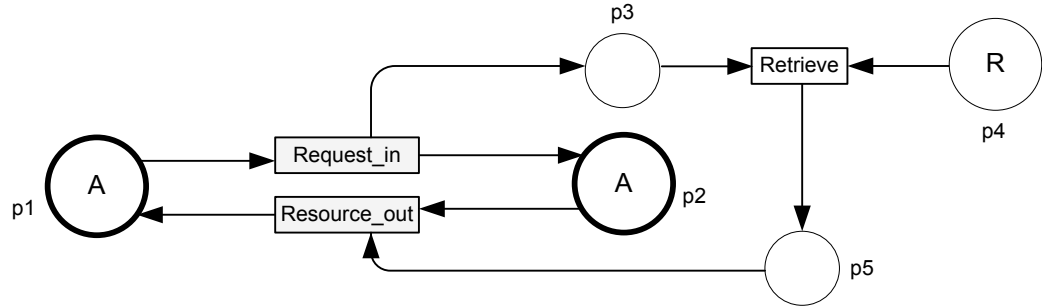 p3
Retrieve
R
p4
Request_in
A
A
p1
p2
Resource_out
p5